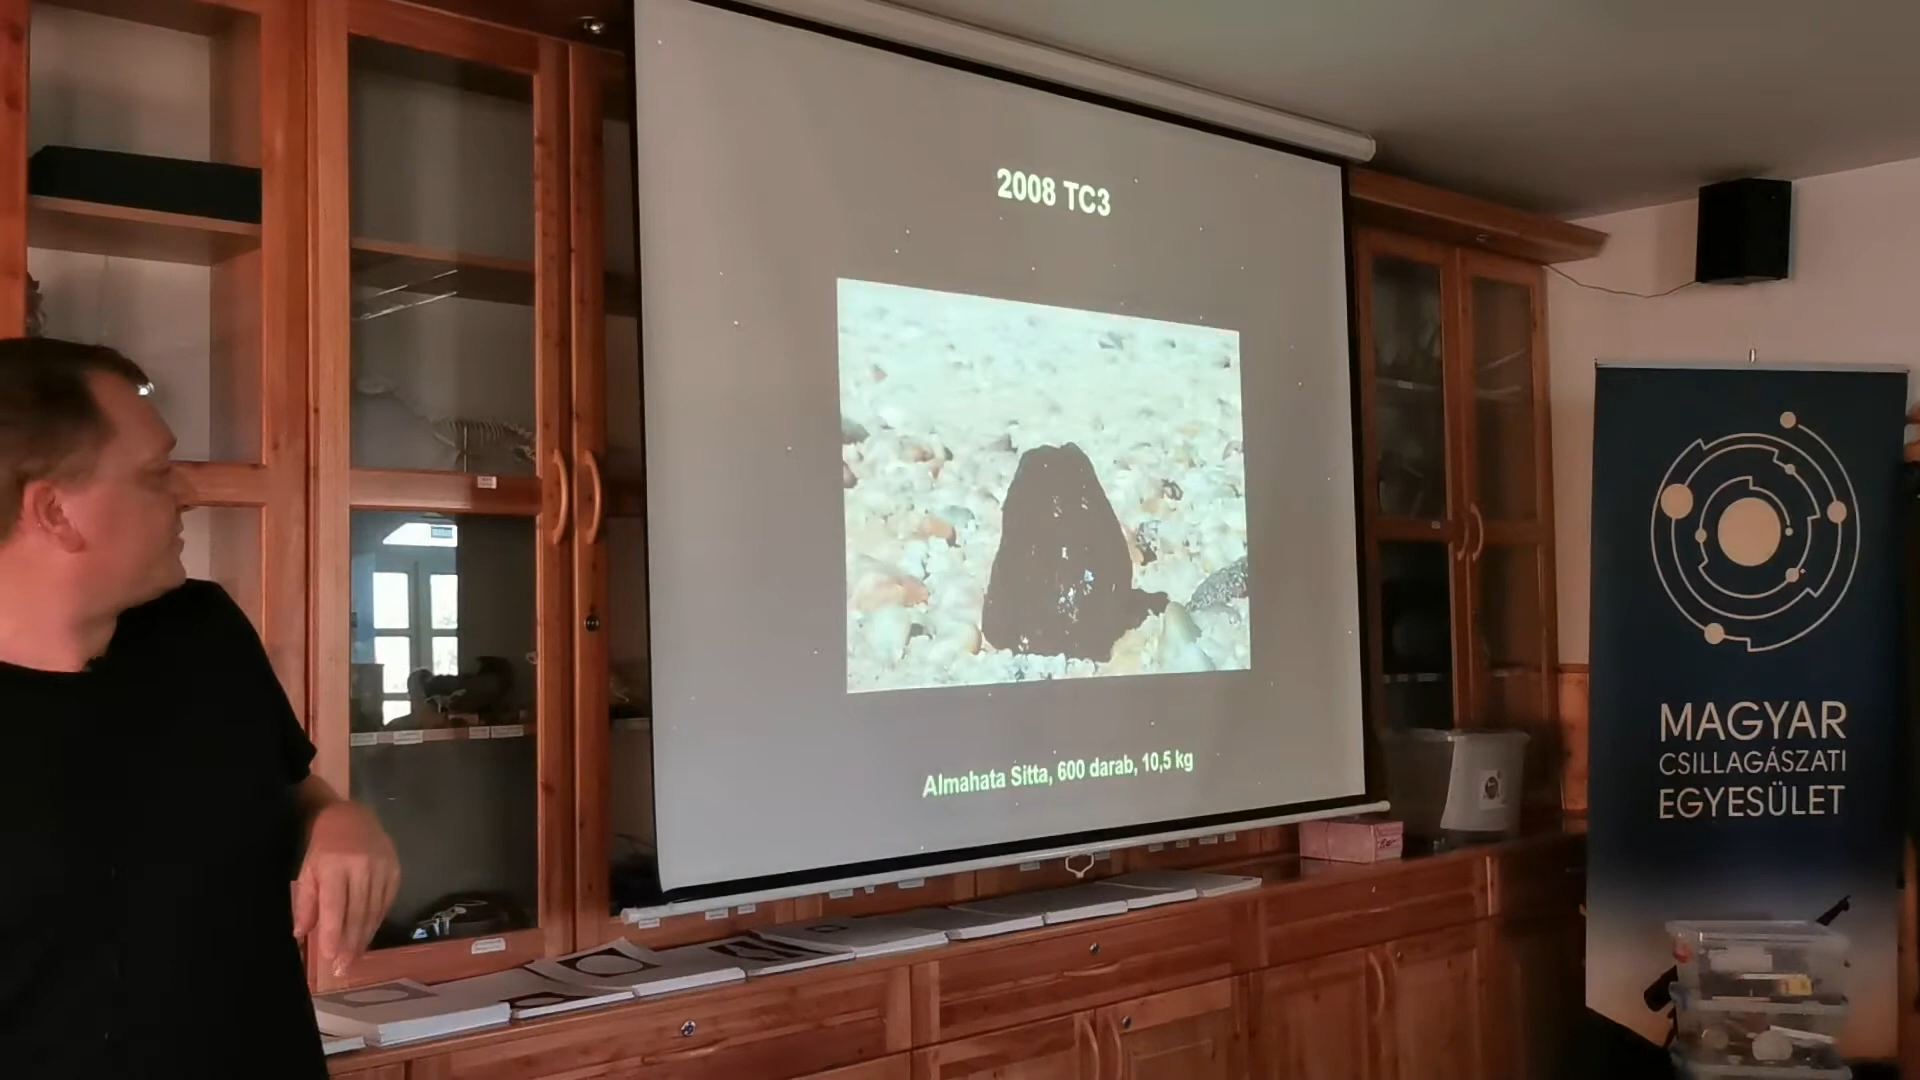 2008 TC3
Almahata Sitta, 600 darab, 10,5 kg
MAGYAR
CSILLAGÁSZATI
EGYESÜLET